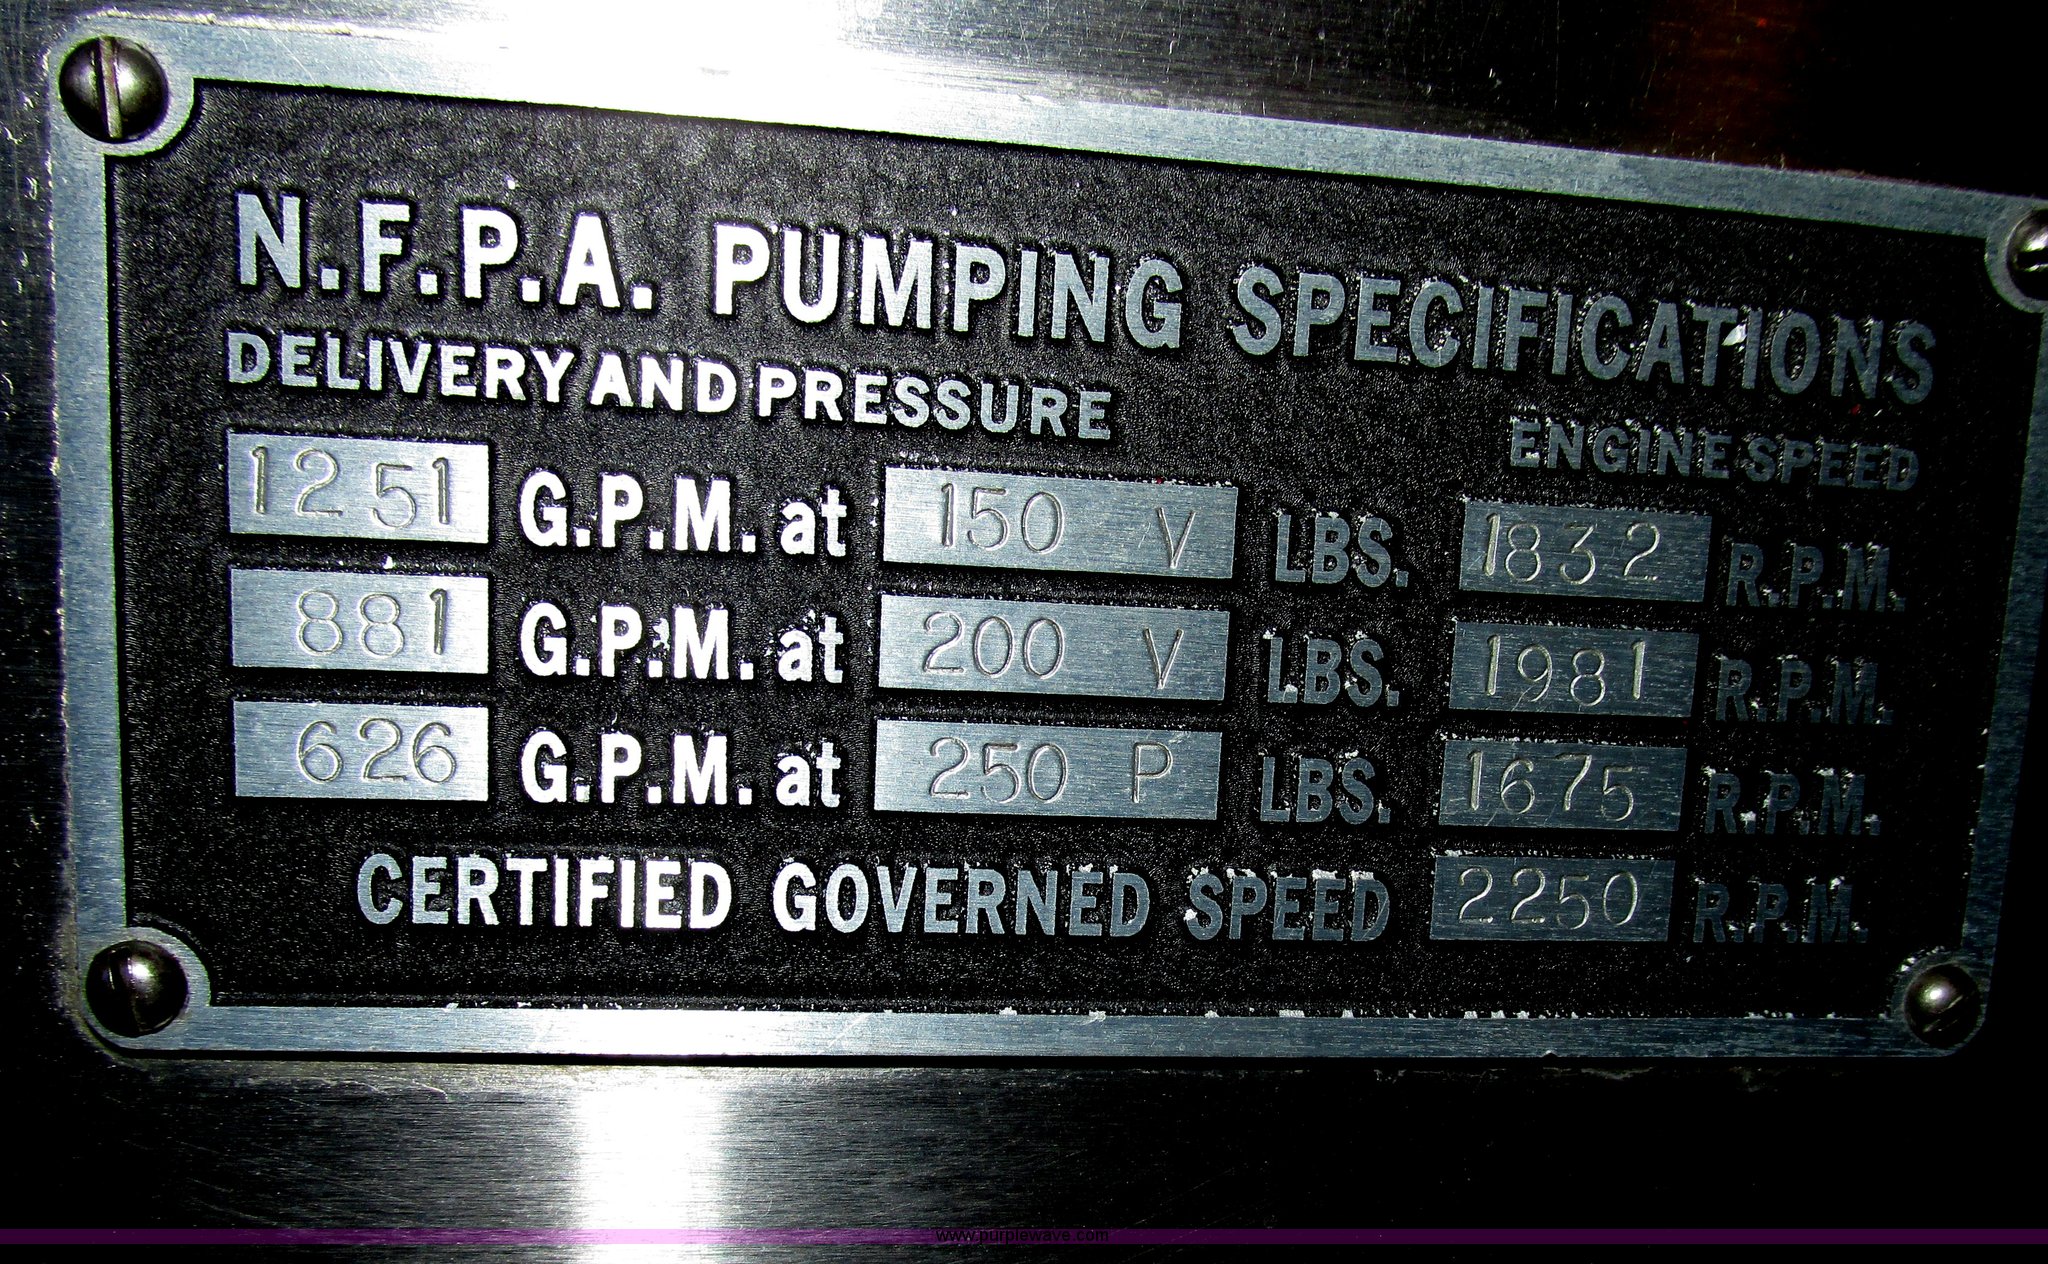 N.F.P.A. PUMPING SPECIFICATIONS
DELIVERY AND PRESSURE ENGINE SPEED
1251 G.P.M. at 150 V LBS. 1832 R.P.M.
881 G.P.M. at 200 V LBS. 1981 R.P.M.
626 G.P.M. at 250 P LBS. 1675 R.P.M.
CERTIFIED GOVERNED SPEED 2250 R.P.M.
www.purplewave.com